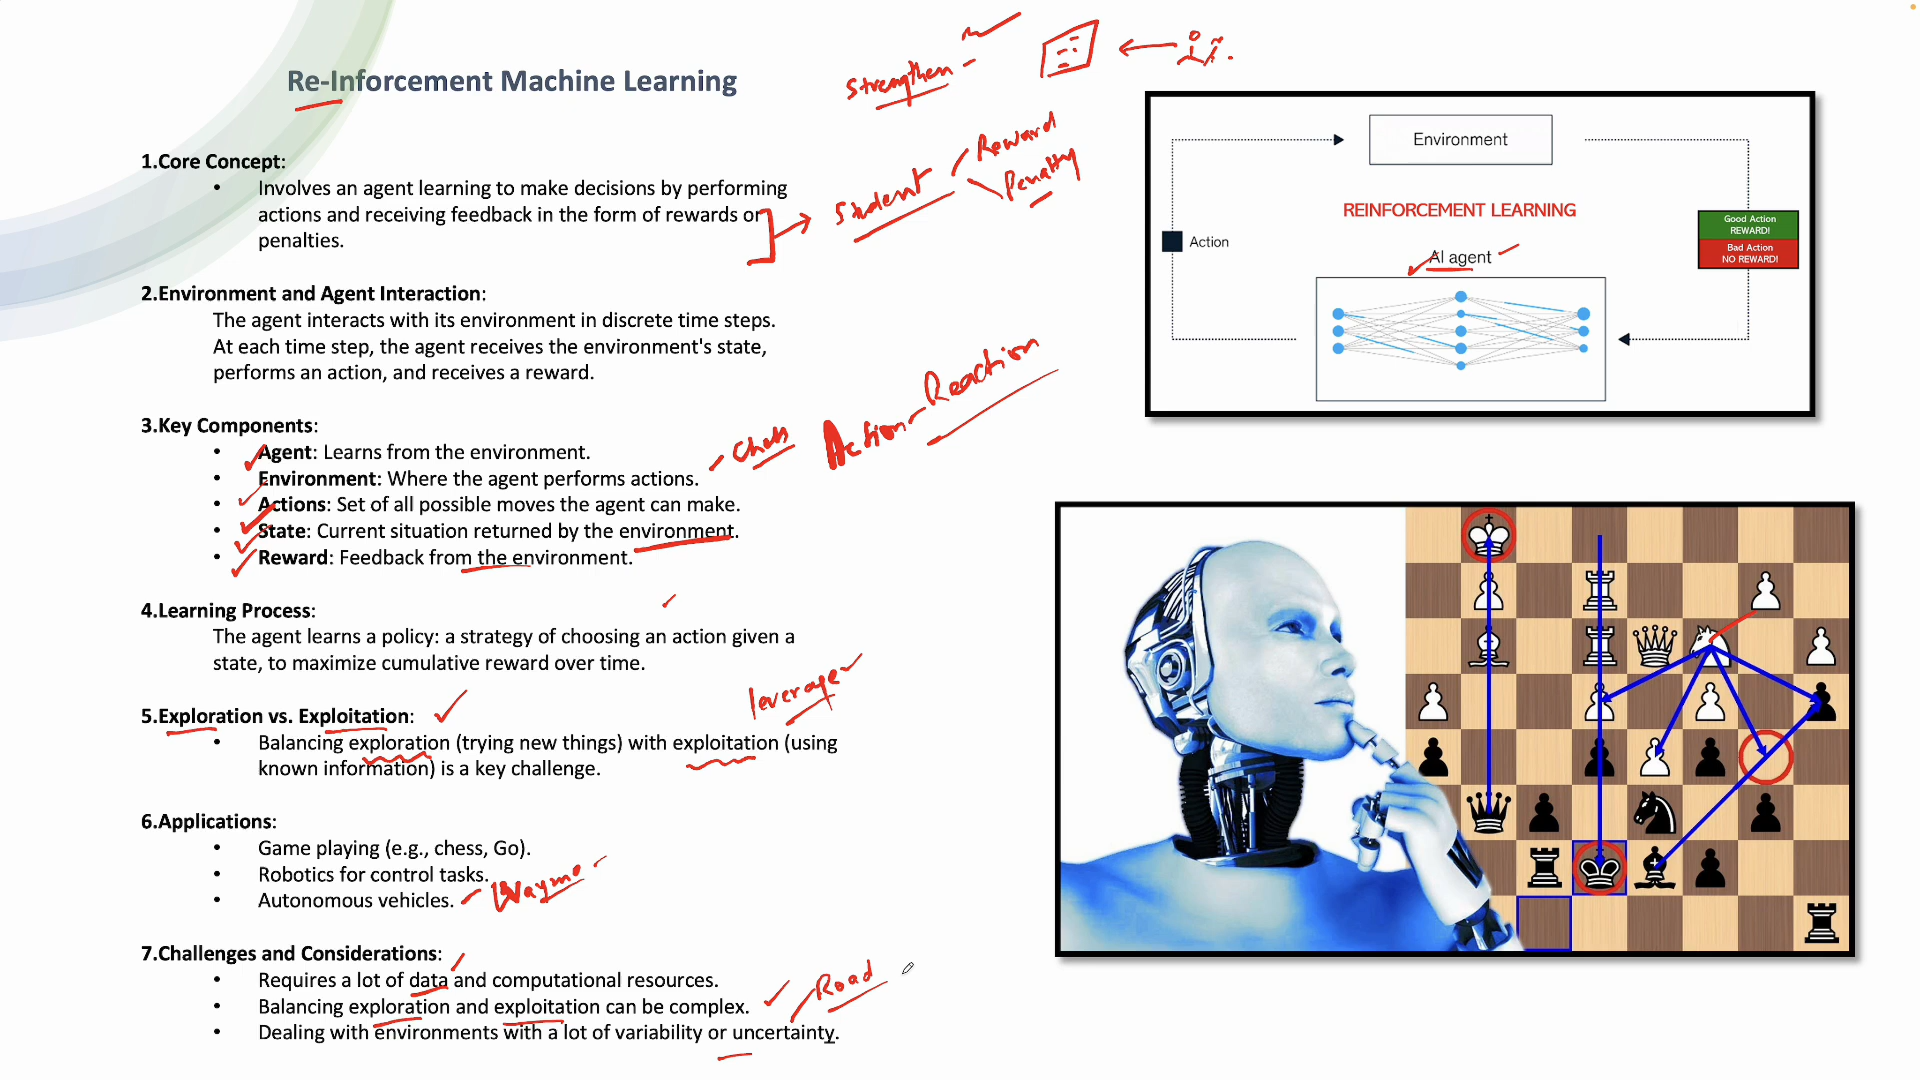 Re-Inforcement Machine Learning
Strengthen -
1.Core Concept:
• Involves an agent learning to make decisions by performing
actions and receiving feedback in the form of rewards or
penalties.
Student
Reward
Penalty
2.Environment and Agent Interaction:
The agent interacts with its environment in discrete time steps.
At each time step, the agent receives the environment's state,
performs an action, and receives a reward.
3.Key Components:
• Agent: Learns from the environment.
• Environment: Where the agent performs actions.
• Actions: Set of all possible moves the agent can make.
• State: Current situation returned by the environment.
• Reward: Feedback from the environment.
- Chess
Action - Reaction
4.Learning Process:
The agent learns a policy: a strategy of choosing an action given a
state, to maximize cumulative reward over time.
5.Exploration vs. Exploitation:
leverage
• Balancing exploration (trying new things) with exploitation (using
known information) is a key challenge.
6.Applications:
• Game playing (e.g., chess, Go).
• Robotics for control tasks.
• Autonomous vehicles. - Waymo
7.Challenges and Considerations:
• Requires a lot of data and computational resources.
• Balancing exploration and exploitation can be complex.
• Dealing with environments with a lot of variability or uncertainty.
Road
Environment
REINFORCEMENT LEARNING
Action
AI agent
Good Action
REWARD!
Bad Action
NO REWARD!